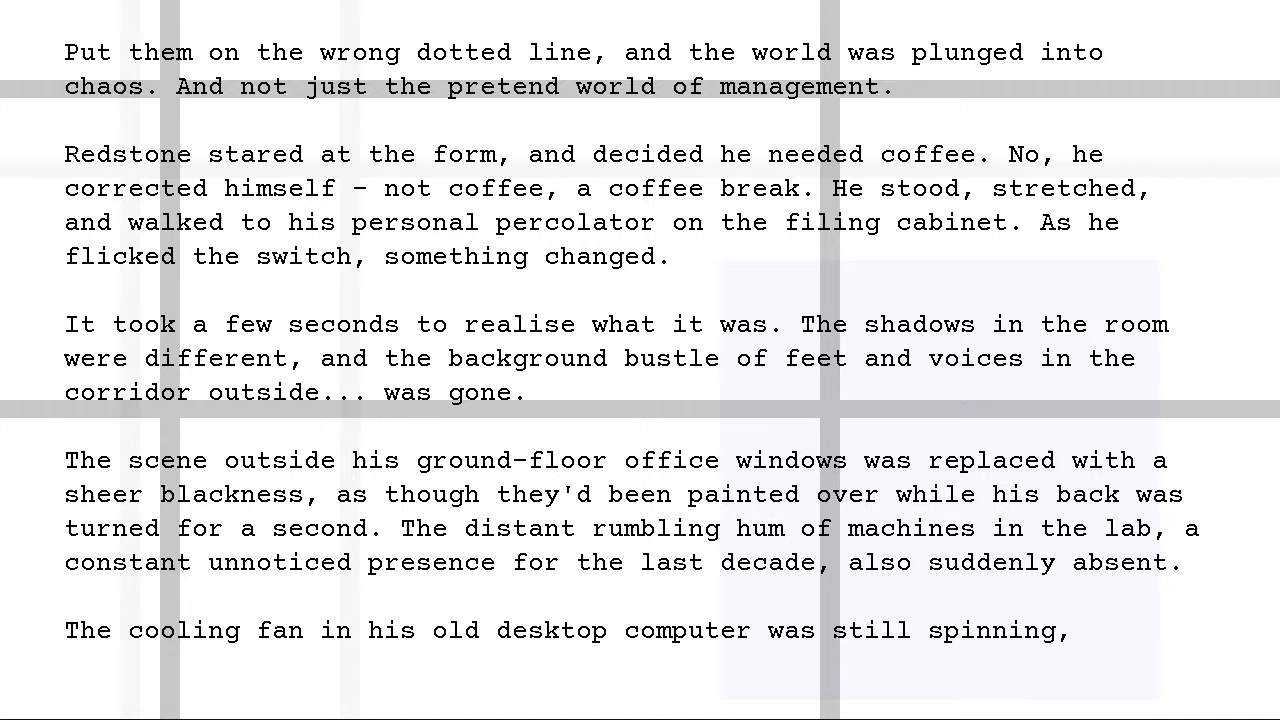 Put them on the wrong dotted line, and the world was plunged into
chaos. And not just the pretend world of management.
Redstone stared at the form, and decided he needed coffee. No, he
corrected himself - not coffee, a coffee break. He stood, stretched,
and walked to his personal percolator on the filing cabinet. As he
flicked the switch, something changed.
It took a few seconds to realise what it was. The shadows in the room
were different, and the background bustle of feet and voices in the
corridor outside... was gone.
The scene outside his ground-floor office windows was replaced with a
sheer blackness, as though they'd been painted over while his back was
turned for a second. The distant rumbling hum of machines in the lab, a
constant unnoticed presence for the last decade, also suddenly absent.
The cooling fan in his old desktop computer was still spinning,